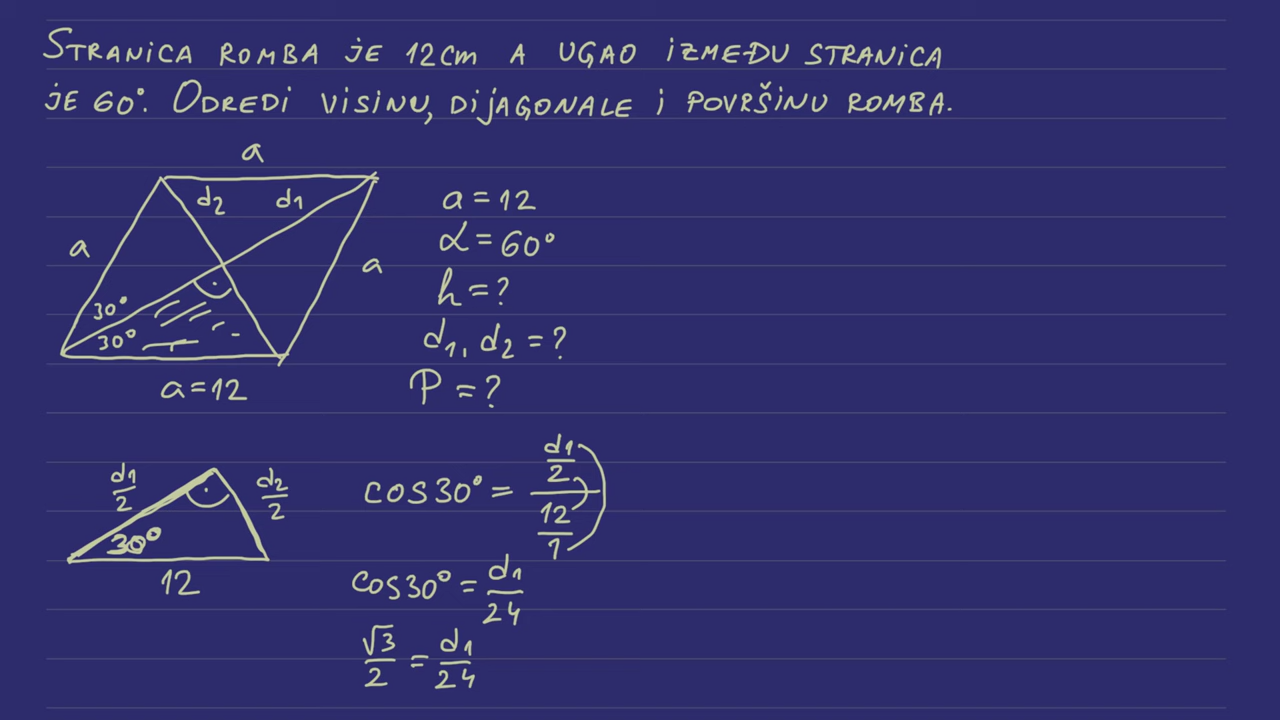 STRANICA ROMBA JE 12cm A UGAO IZMEĐU STRANICA
JE 60°. ODREDI VISINU, DIJAGONALE I POVRŠINU ROMBA.
a
d2 d1
a
a
30°
30°
a = 12
a = 12
α = 60°
h = ?
d1, d2 = ?
P = ?
d1/2
d2/2
30°
12
cos30° = d1/2 / 12/1
cos30° = d1/24
√3/2 = d1/24